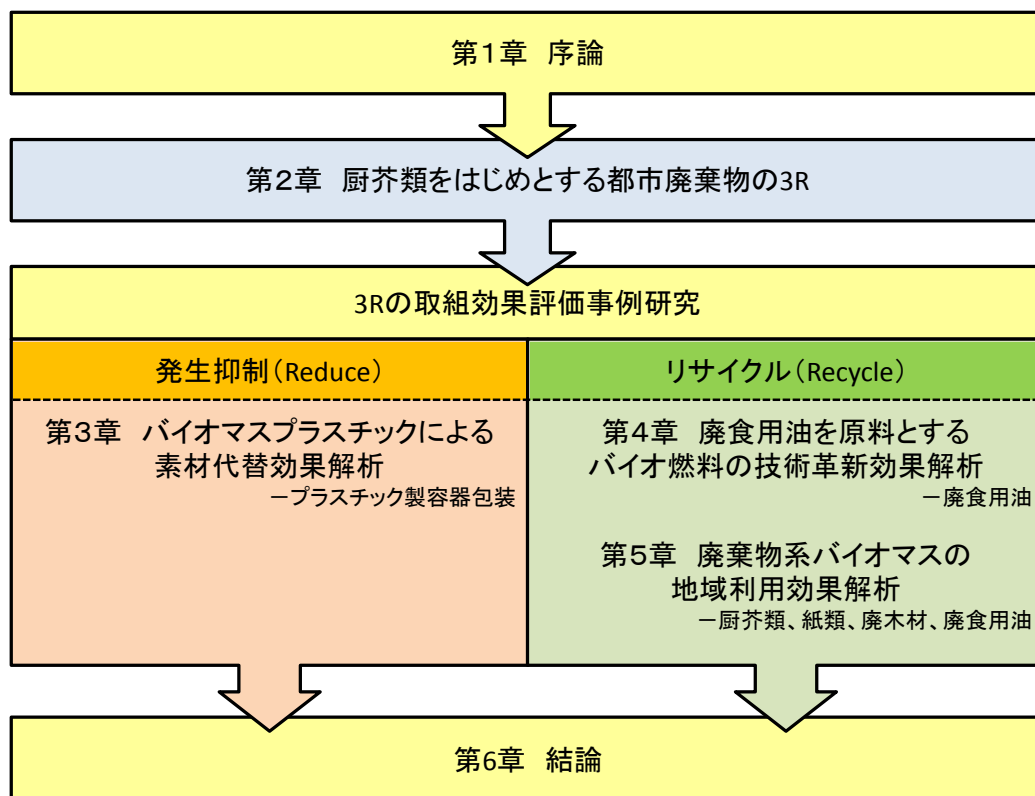 第1章 序論
第2章 厨芥類をはじめとする都市廃棄物の3R
3Rの取組効果評価事例研究
発生抑制(Reduce)
リサイクル(Recycle)
第3章 バイオマスプラスチックによる
素材代替効果解析
－プラスチック製容器包装
第4章 廃食用油を原料とする
バイオ燃料の技術革新効果解析
－廃食用油
第5章 廃棄物系バイオマスの
地域利用効果解析
－厨芥類、紙類、廃木材、廃食用油
第6章 結論